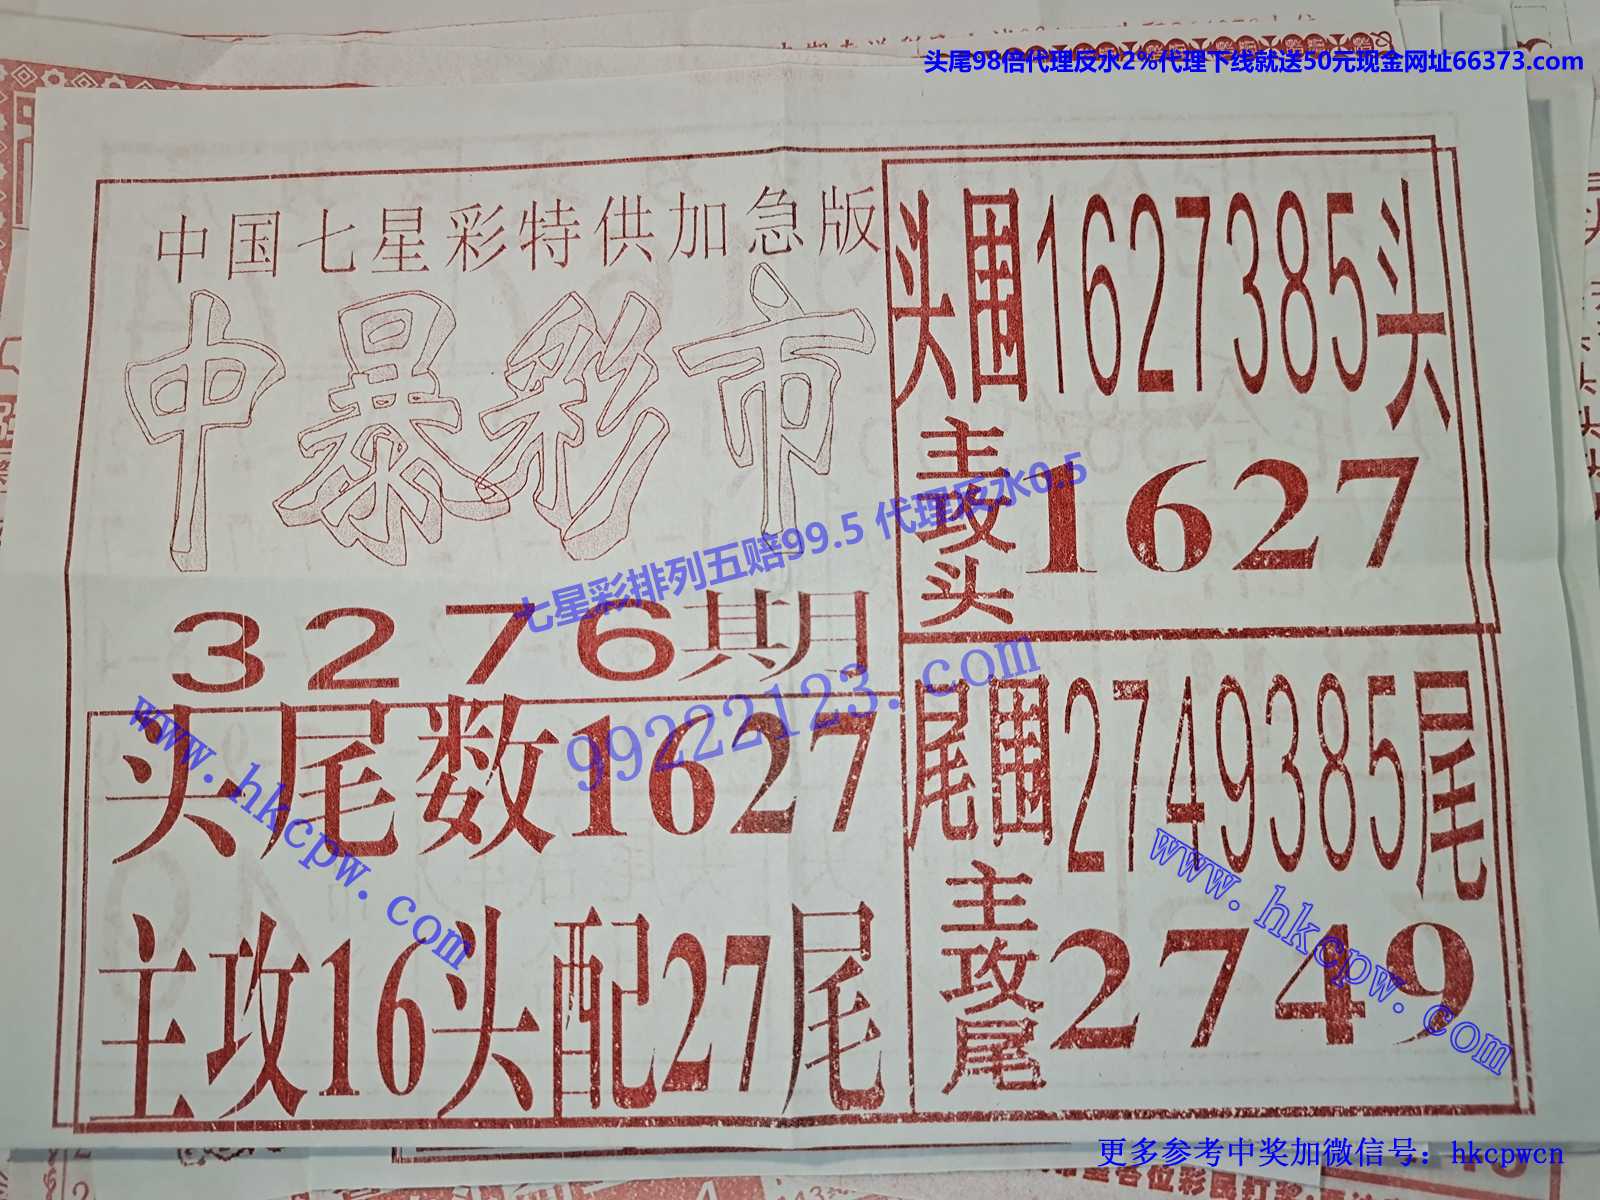 头尾98倍代理反水2%代理下线就送50元现金网址66373.com
中国七星彩特供加急版
中暴彩市
3276期
头尾数1627
主攻16头配27尾
头围1627385头
主攻头1627
尾围2749385尾
主攻尾2749
七星彩排列五赔99.5 代理反水0.5
99222123.com
www.hkcpw.com
www.hkcpw.com
更多参考中奖加微信号：hkcpwcn